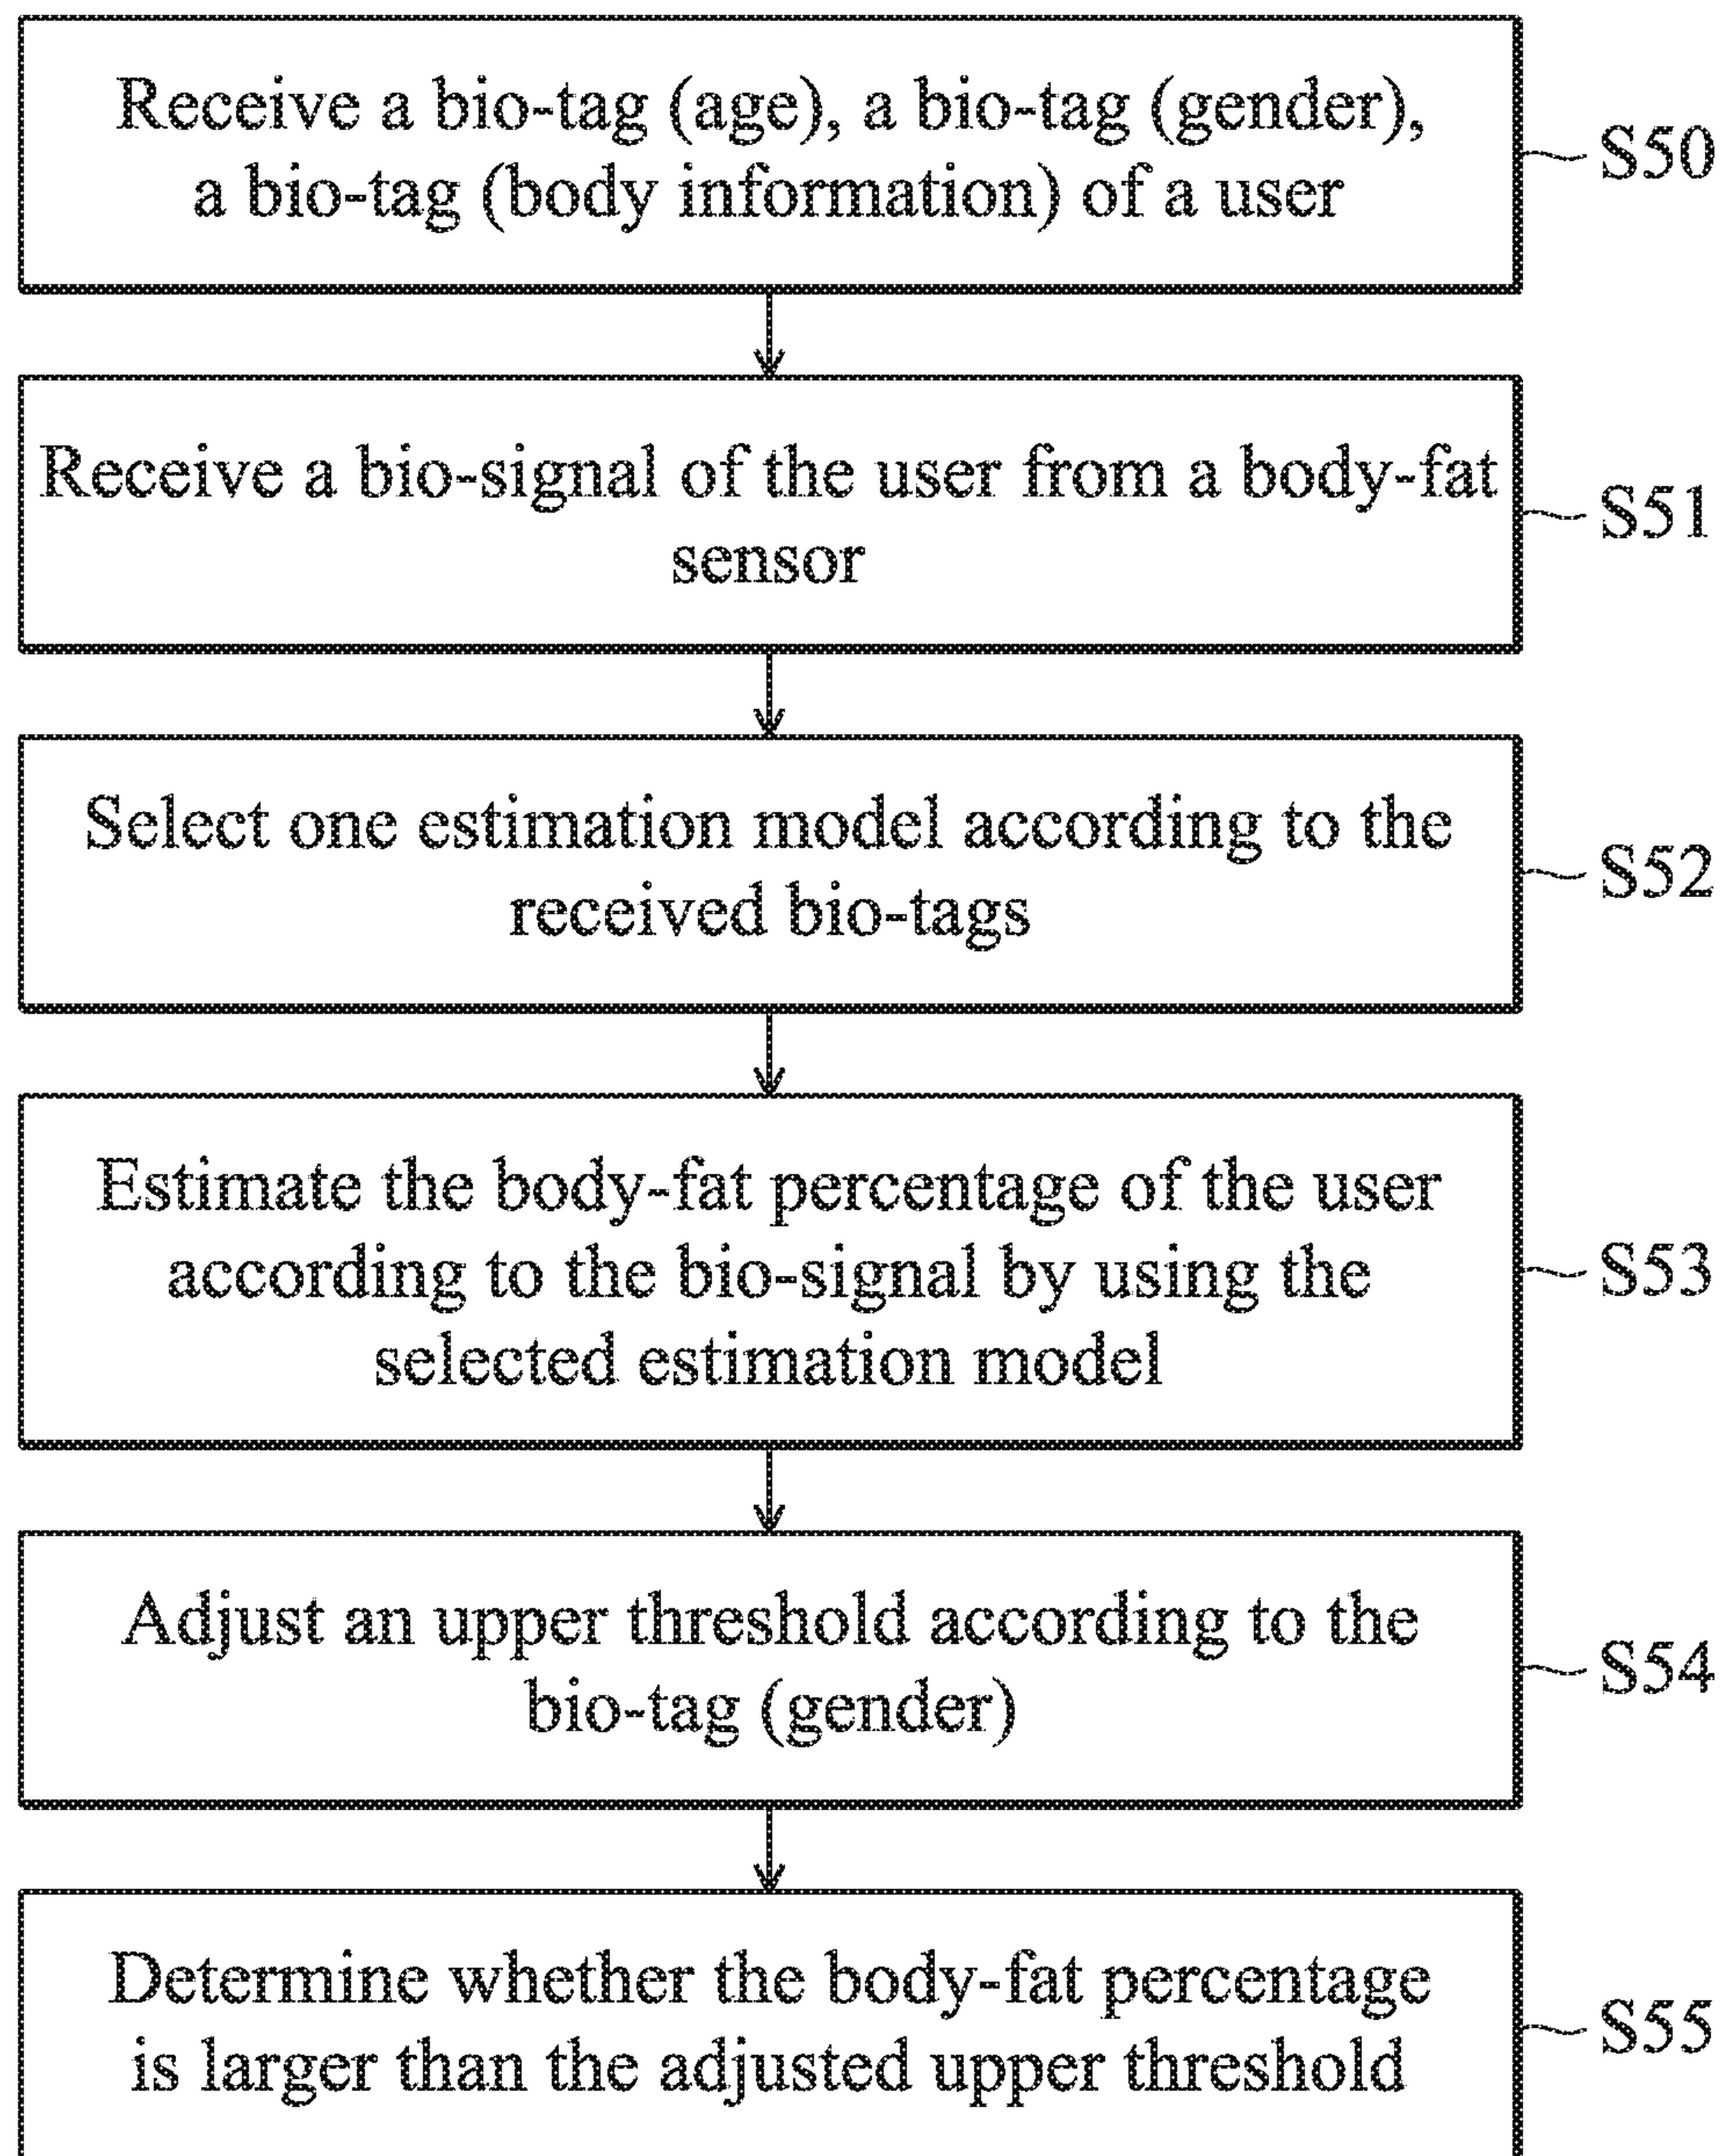 Receive a bio-tag (age), a bio-tag (gender),
a bio-tag (body information) of a user
S50
Receive a bio-signal of the user from a body-fat
sensor
S51
Select one estimation model according to the
received bio-tags
S52
Estimate the body-fat percentage of the user
according to the bio-signal by using the
selected estimation model
S53
Adjust an upper threshold according to the
bio-tag (gender)
S54
Determine whether the body-fat percentage
is larger than the adjusted upper threshold
S55